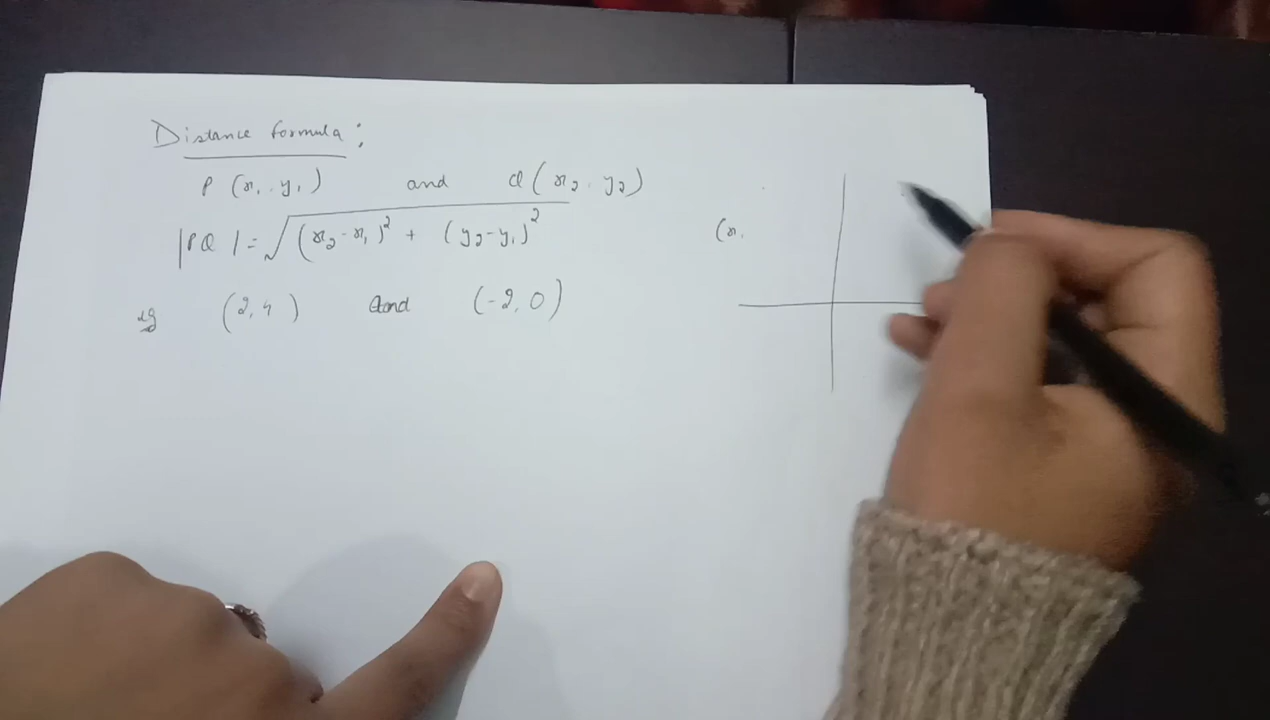 Distance formula:
P (x₁, y₁) and Q (x₂, y₂)
|PQ| = √(x₂-x₁)² + (y₂-y₁)²
eg (2,4) and (-2,0)
(x,